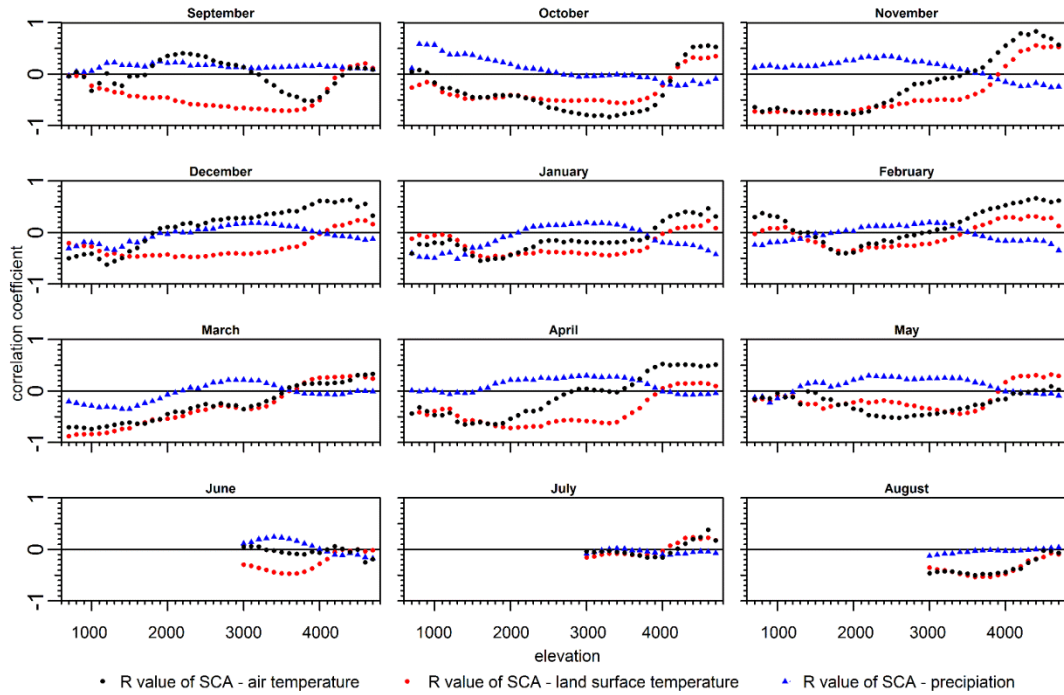 September October November
1
0
-1
December January February
1
0
-1
correlation coefficient
March April May
1
0
-1
June July August
1
0
-1
1000 2000 3000 4000 1000 2000 3000 4000 1000 2000 3000 4000
elevation
R value of SCA - air temperature R value of SCA - land surface temperature R value of SCA - precipiation